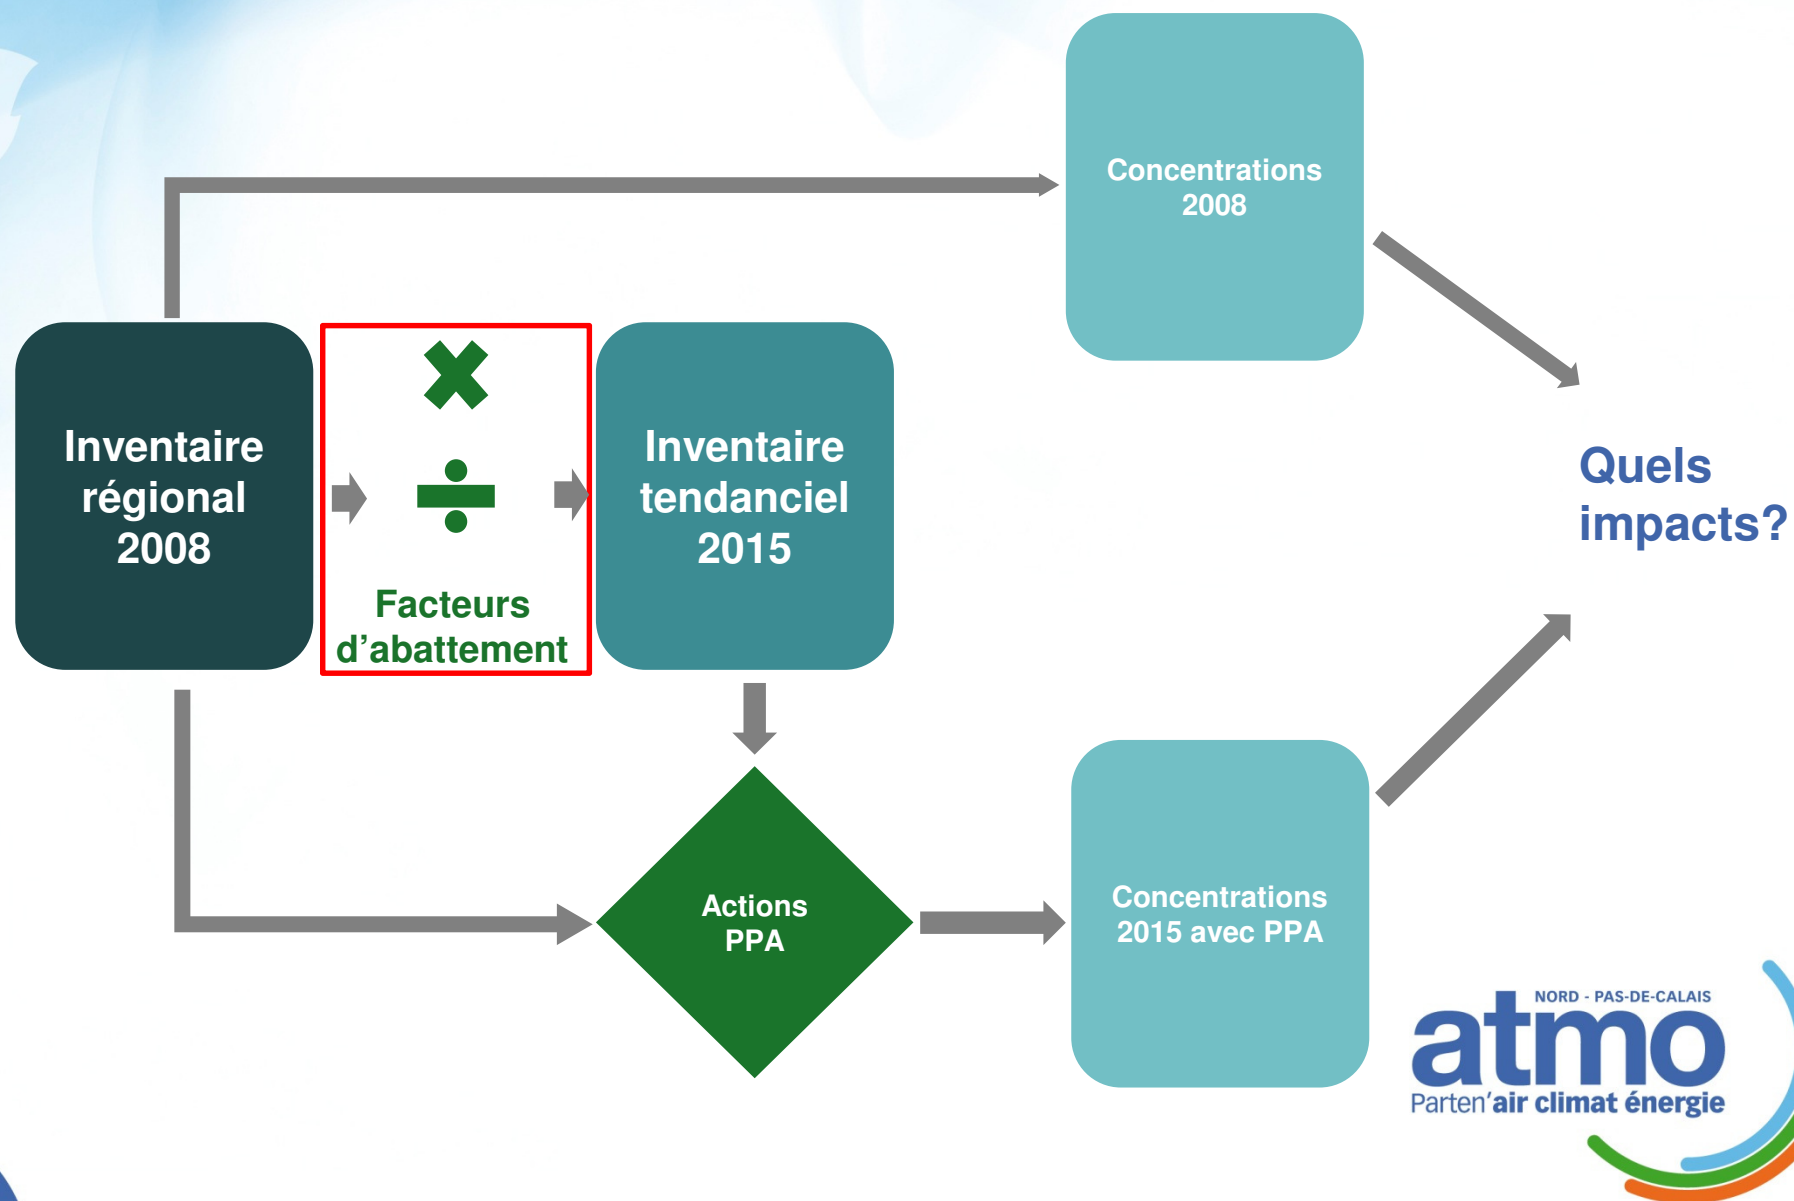 Concentrations
2008
Inventaire
régional
2008
Facteurs
d’abattement
Inventaire
tendanciel
2015
Quels
impacts?
Actions
PPA
Concentrations
2015 avec PPA
NORD - PAS-DE-CALAIS
atmo
Parten'air climat énergie